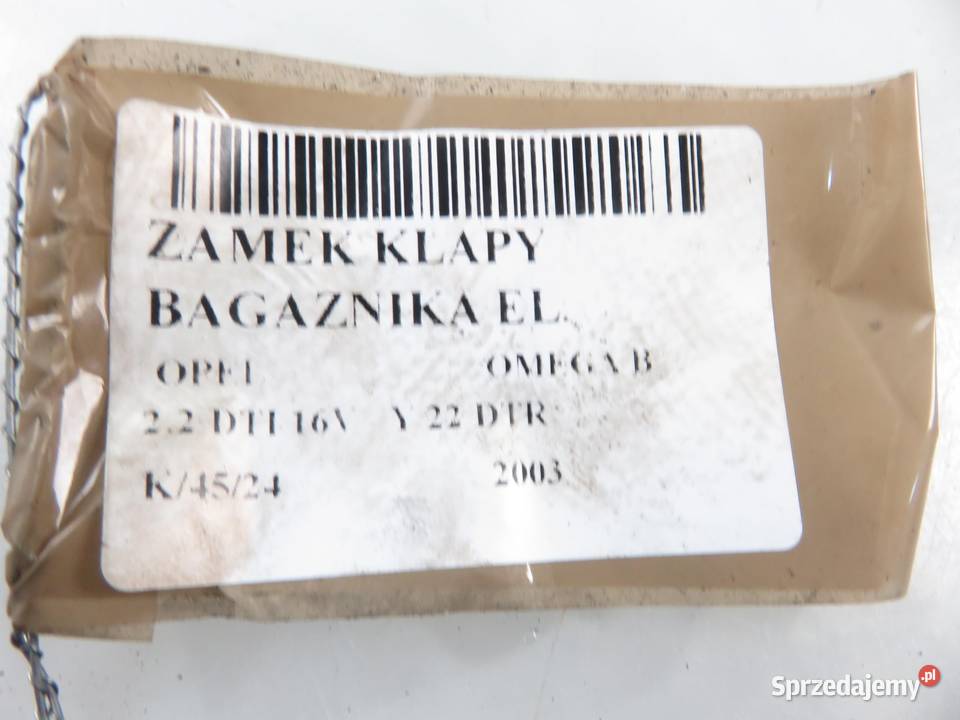 ZAMEK KLAPY
BAGAZNIKA EL.
OPEL OMEGA B
2.2 DTI 16V Y 22 DTR
K/45/24 2003
Sprzedajemy.pl